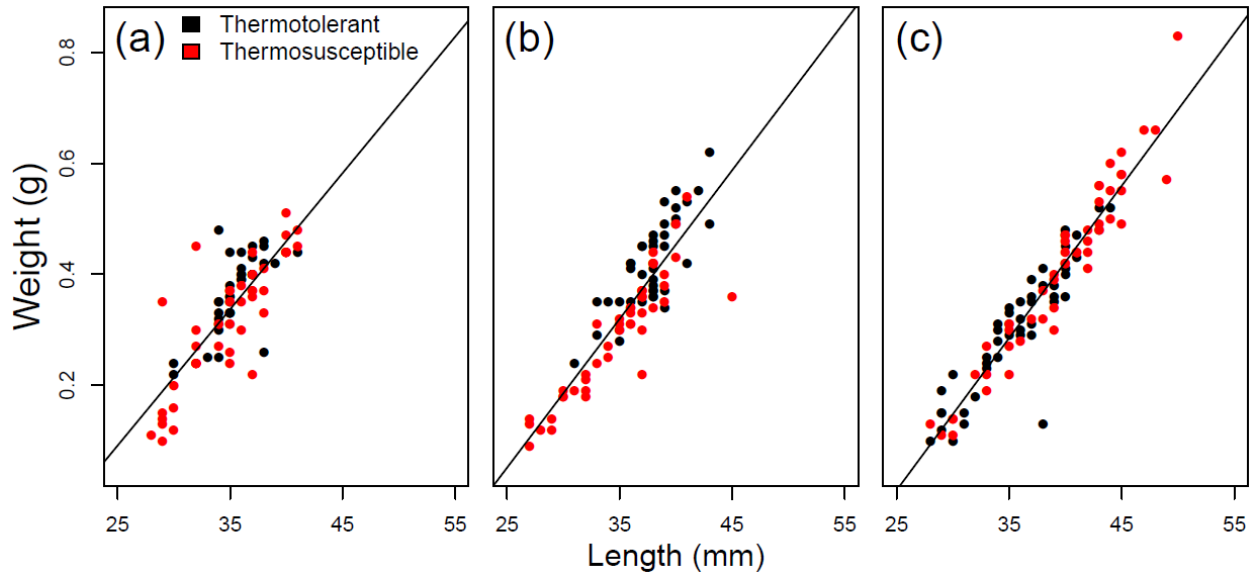 (a)
Thermotolerant
Thermosusceptible
(b)
(c)
Weight (g)
0.8
0.6
0.4
0.2
25 35 45 55
25 35 45 55
25 35 45 55
Length (mm)